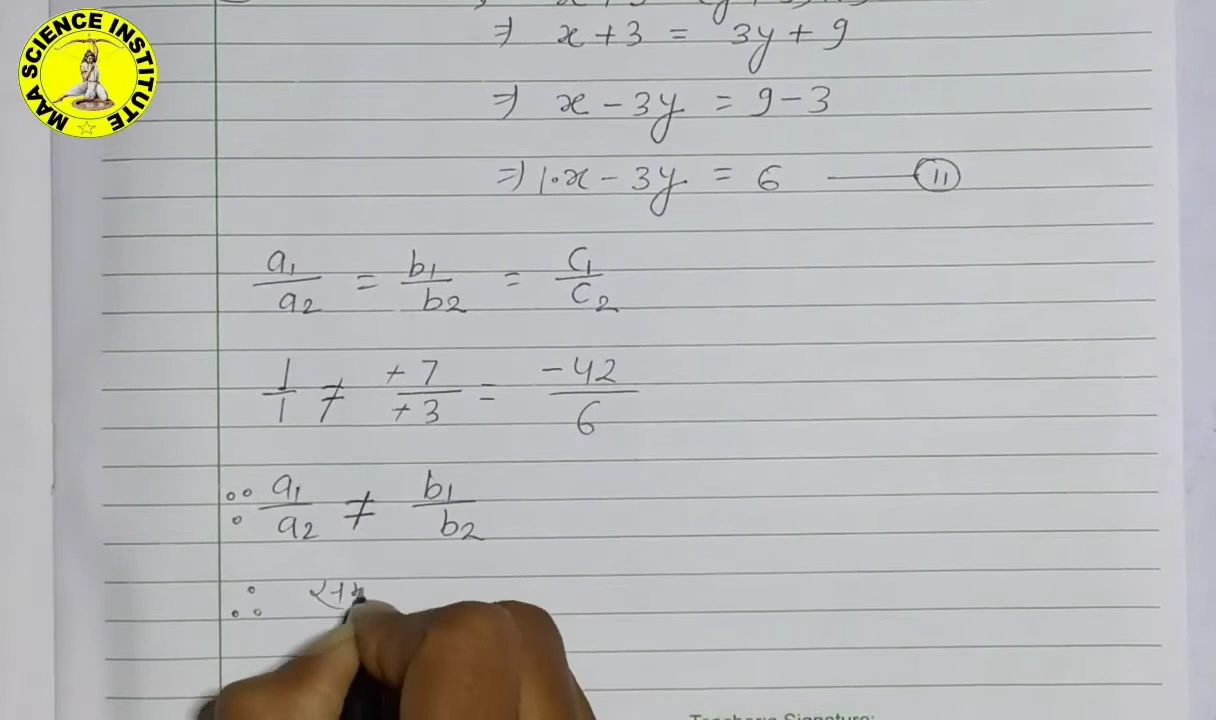 MAA SCIENCE INSTITUTE
⇒ x + 3 = 3y + 9
⇒ x - 3y = 9 - 3
⇒ 1·x - 3y = 6 —— (11)
a1/a2 = b1/b2 = C1/C2
1/1 ≠ +7/+3 = -42/6
∵ a1/a2 ≠ b1/b2
∴